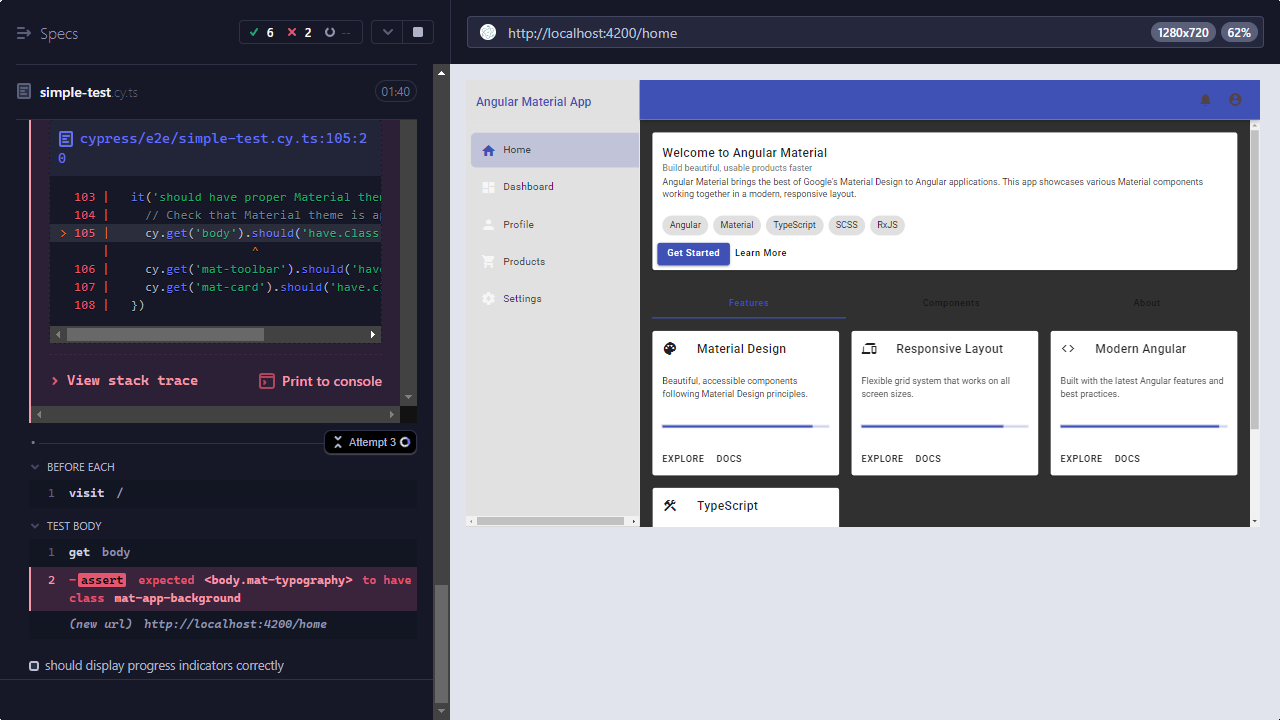 Specs
6
2
--
simple-test.cy.ts
01:40
cypress/e2e/simple-test.cy.ts:105:2
0
103 | it('should have proper Material the
104 | // Check that Material theme is a
> 105 | cy.get('body').should('have.class
| ^
106 | cy.get('mat-toolbar').should('hav
107 | cy.get('mat-card').should('have.c
108 | })
> View stack trace
Print to console
Attempt 3
BEFORE EACH
1 visit /
TEST BODY
1 get body
2 -assert expected <body.mat-typography> to have
class mat-app-background
(new url) http://localhost:4200/home
should display progress indicators correctly
http://localhost:4200/home
1280x720
62%
Angular Material App
Home
Dashboard
Profile
Products
Settings
Welcome to Angular Material
Build beautiful, usable products faster
Angular Material brings the best of Google's Material Design to Angular applications. This app showcases various Material components
working together in a modern, responsive layout.
Angular
Material
TypeScript
SCSS
RxJS
Get Started
Learn More
Features
Components
About
Material Design
Beautiful, accessible components
following Material Design principles.
EXPLORE DOCS
Responsive Layout
Flexible grid system that works on all
screen sizes.
EXPLORE DOCS
Modern Angular
Built with the latest Angular features and
best practices.
EXPLORE DOCS
TypeScript